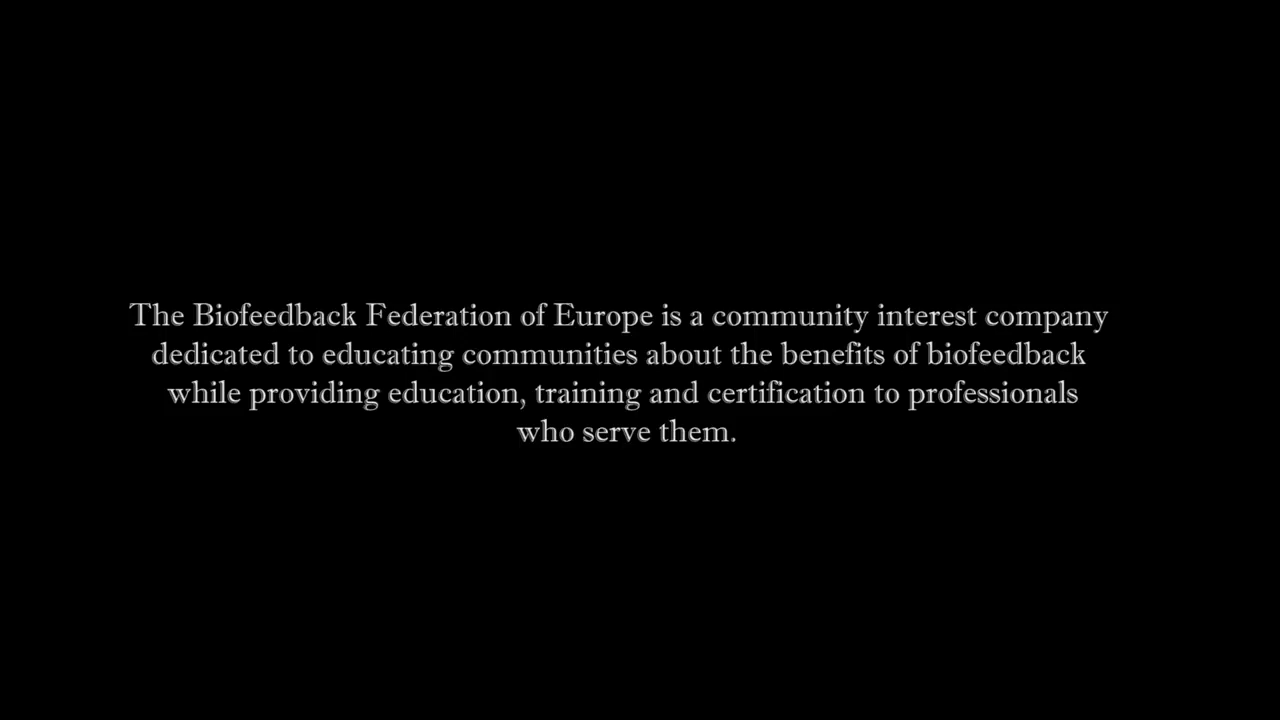 The Biofeedback Federation of Europe is a community interest company
dedicated to educating communities about the benefits of biofeedback
while providing education, training and certification to professionals
who serve them.